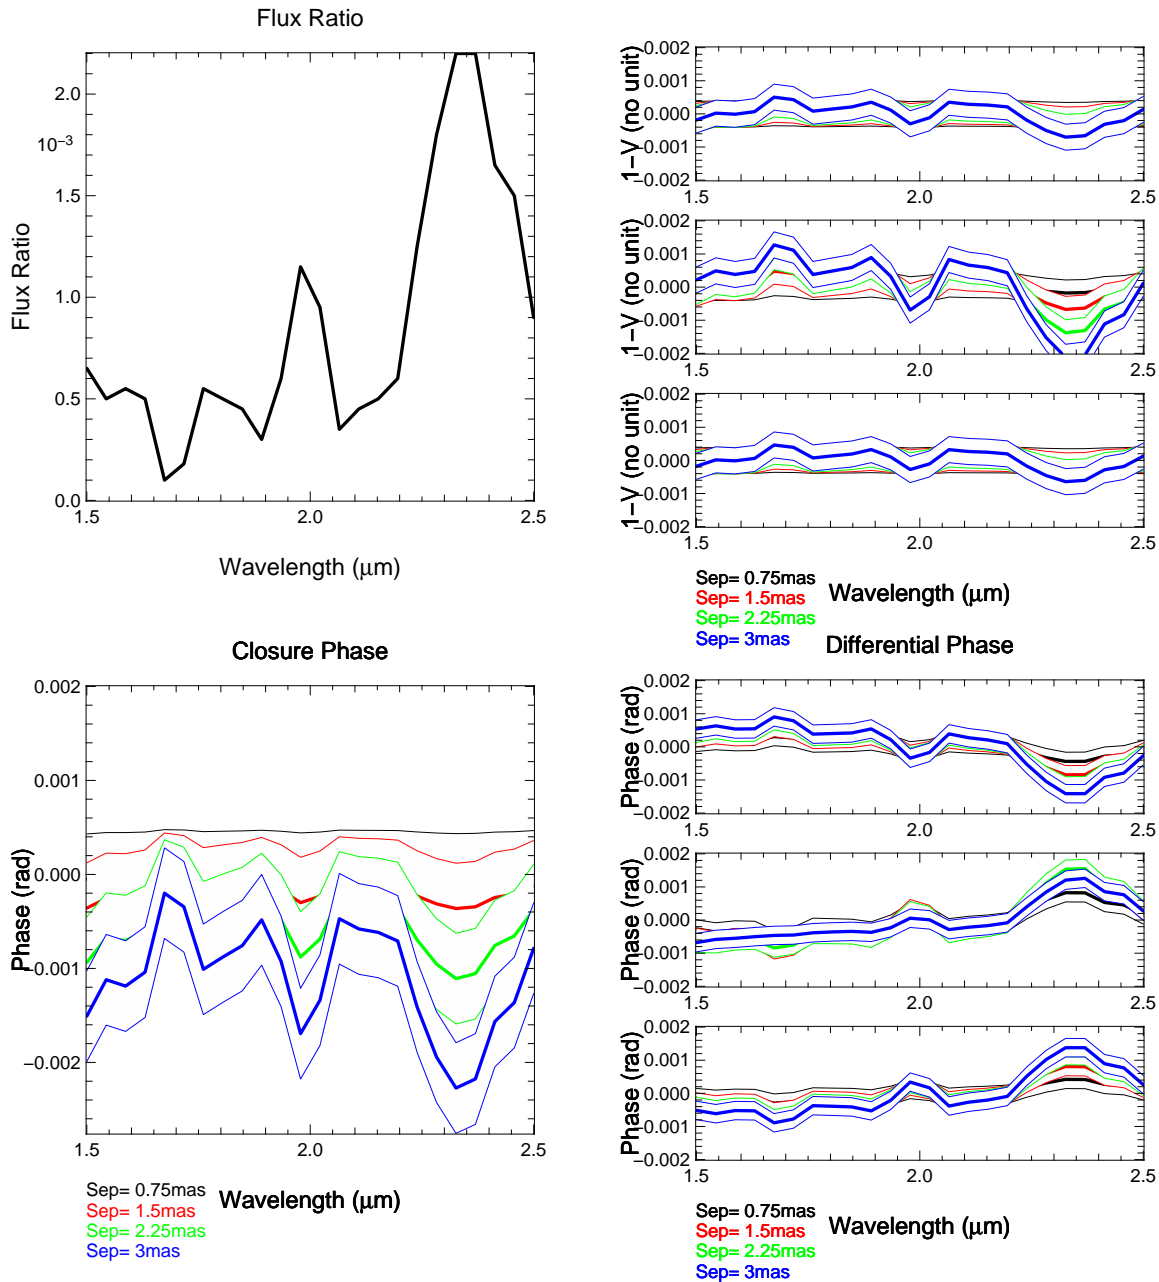 Flux Ratio
2.0
10⁻³
1.5
1.0
0.5
0.0
Flux Ratio
1.5 2.0 2.5
Wavelength (μm)
0.002
0.001
0.000
−0.001
−0.002
1−V (no unit)
1.5 2.0 2.5
0.002
0.001
0.000
−0.001
−0.002
1−V (no unit)
1.5 2.0 2.5
0.002
0.001
0.000
−0.001
−0.002
1−V (no unit)
1.5 2.0 2.5
Sep= 0.75mas
Sep= 1.5mas
Sep= 2.25mas
Sep= 3mas
Wavelength (μm)
Closure Phase
0.002
0.001
0.000
−0.001
−0.002
Phase (rad)
1.5 2.0 2.5
Sep= 0.75mas
Sep= 1.5mas
Sep= 2.25mas
Sep= 3mas
Wavelength (μm)
Differential Phase
0.002
0.001
0.000
−0.001
−0.002
Phase (rad)
1.5 2.0 2.5
0.002
0.001
0.000
−0.001
−0.002
Phase (rad)
1.5 2.0 2.5
0.002
0.001
0.000
−0.001
−0.002
Phase (rad)
1.5 2.0 2.5
Sep= 0.75mas
Sep= 1.5mas
Sep= 2.25mas
Sep= 3mas
Wavelength (μm)